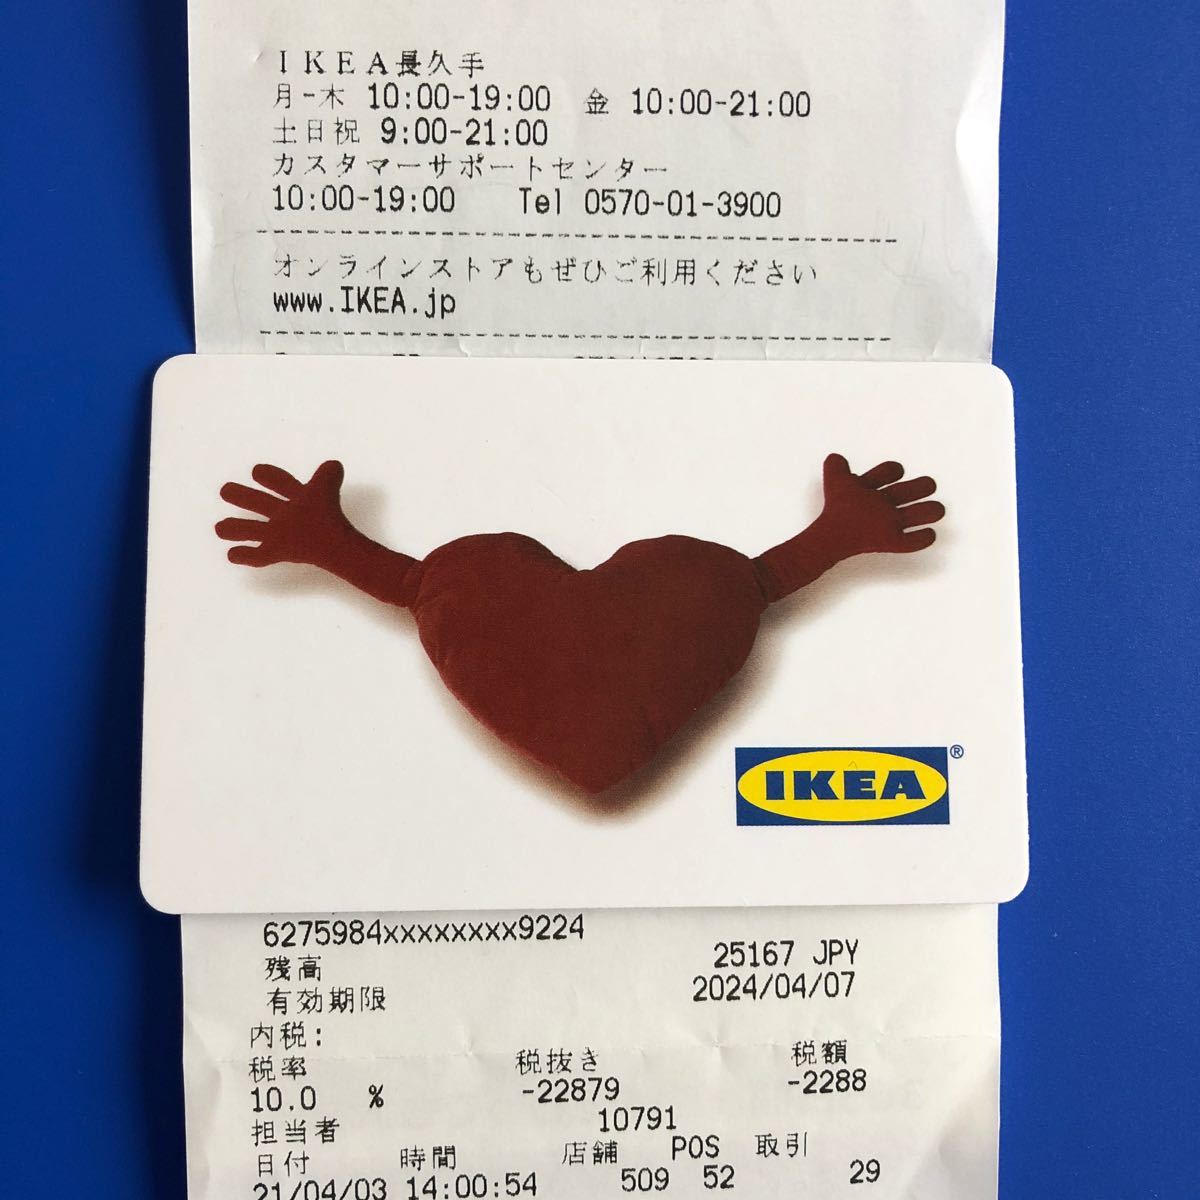 IKEA長久手
月-木 10:00-19:00 金 10:00-21:00
土日祝 9:00-21:00
カスタマーサポートセンター
10:00-19:00 Tel 0570-01-3900
オンラインストアもぜひご利用ください
www.IKEA.jp
IKEA®
6275984xxxxxxxx9224
残高 25167 JPY
有効期限 2024/04/07
内税:
税率 税抜き 税額
10.0 % -22879 -2288
担当者 10791
日付 時間 店舗 POS 取引
21/04/03 14:00:54 509 52 29